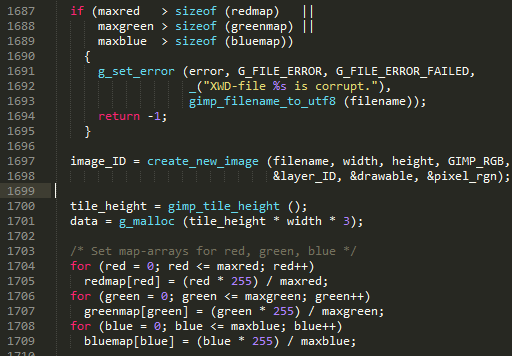 1687 if (maxred   > sizeof (redmap)   ||
1688     maxgreen > sizeof (greenmap) ||
1689     maxblue  > sizeof (bluemap))
1690   {
1691     g_set_error (error, G_FILE_ERROR, G_FILE_ERROR_FAILED,
1692                  _("XWD-file %s is corrupt."),
1693                  gimp_filename_to_utf8 (filename));
1694     return -1;
1695   }
1696
1697 image_ID = create_new_image (filename, width, height, GIMP_RGB,
1698                              &layer_ID, &drawable, &pixel_rgn);
1699
1700 tile_height = gimp_tile_height ();
1701 data = g_malloc (tile_height * width * 3);
1702
1703 /* Set map-arrays for red, green, blue */
1704 for (red = 0; red <= maxred; red++)
1705   redmap[red] = (red * 255) / maxred;
1706 for (green = 0; green <= maxgreen; green++)
1707   greenmap[green] = (green * 255) / maxgreen;
1708 for (blue = 0; blue <= maxblue; blue++)
1709   bluemap[blue] = (blue * 255) / maxblue;